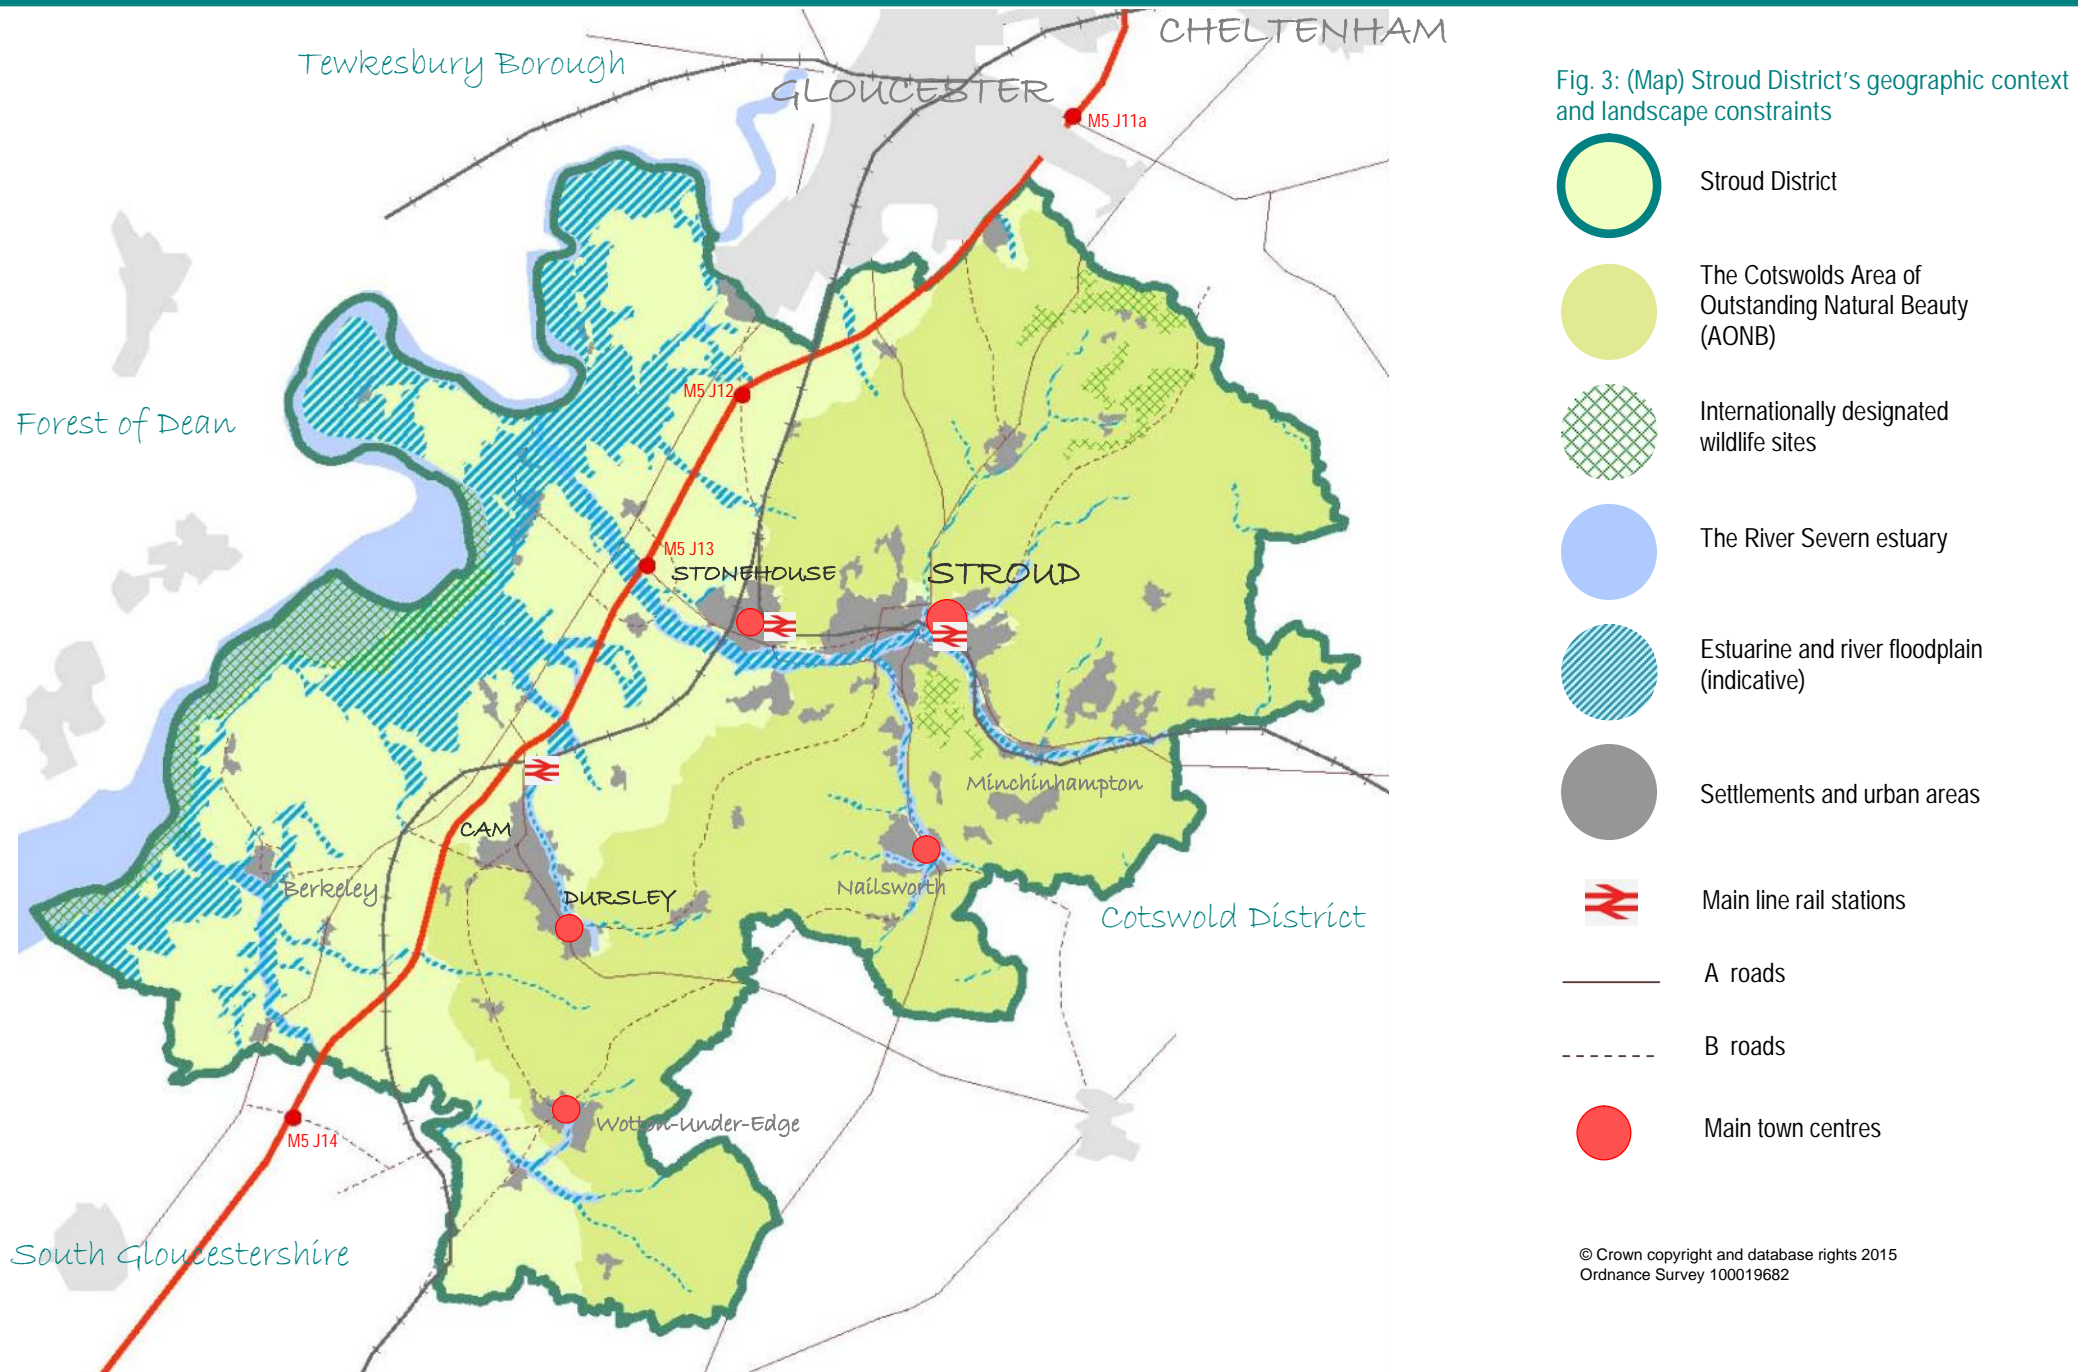 CHELTENHAM
Tewkesbury Borough
GLOUCESTER
M5 J11a
M5 J12
Forest of Dean
M5 J13
STONEHOUSE
STROUD
Minchinhampton
CAM
Berkeley
DURSLEY
Nailsworth
Cotswold District
Wotton-Under-Edge
M5 J14
South Gloucestershire
Fig. 3: (Map) Stroud District's geographic context
and landscape constraints
Stroud District
The Cotswolds Area of
Outstanding Natural Beauty
(AONB)
Internationally designated
wildlife sites
The River Severn estuary
Estuarine and river floodplain
(indicative)
Settlements and urban areas
Main line rail stations
A roads
B roads
Main town centres
© Crown copyright and database rights 2015
Ordnance Survey 100019682